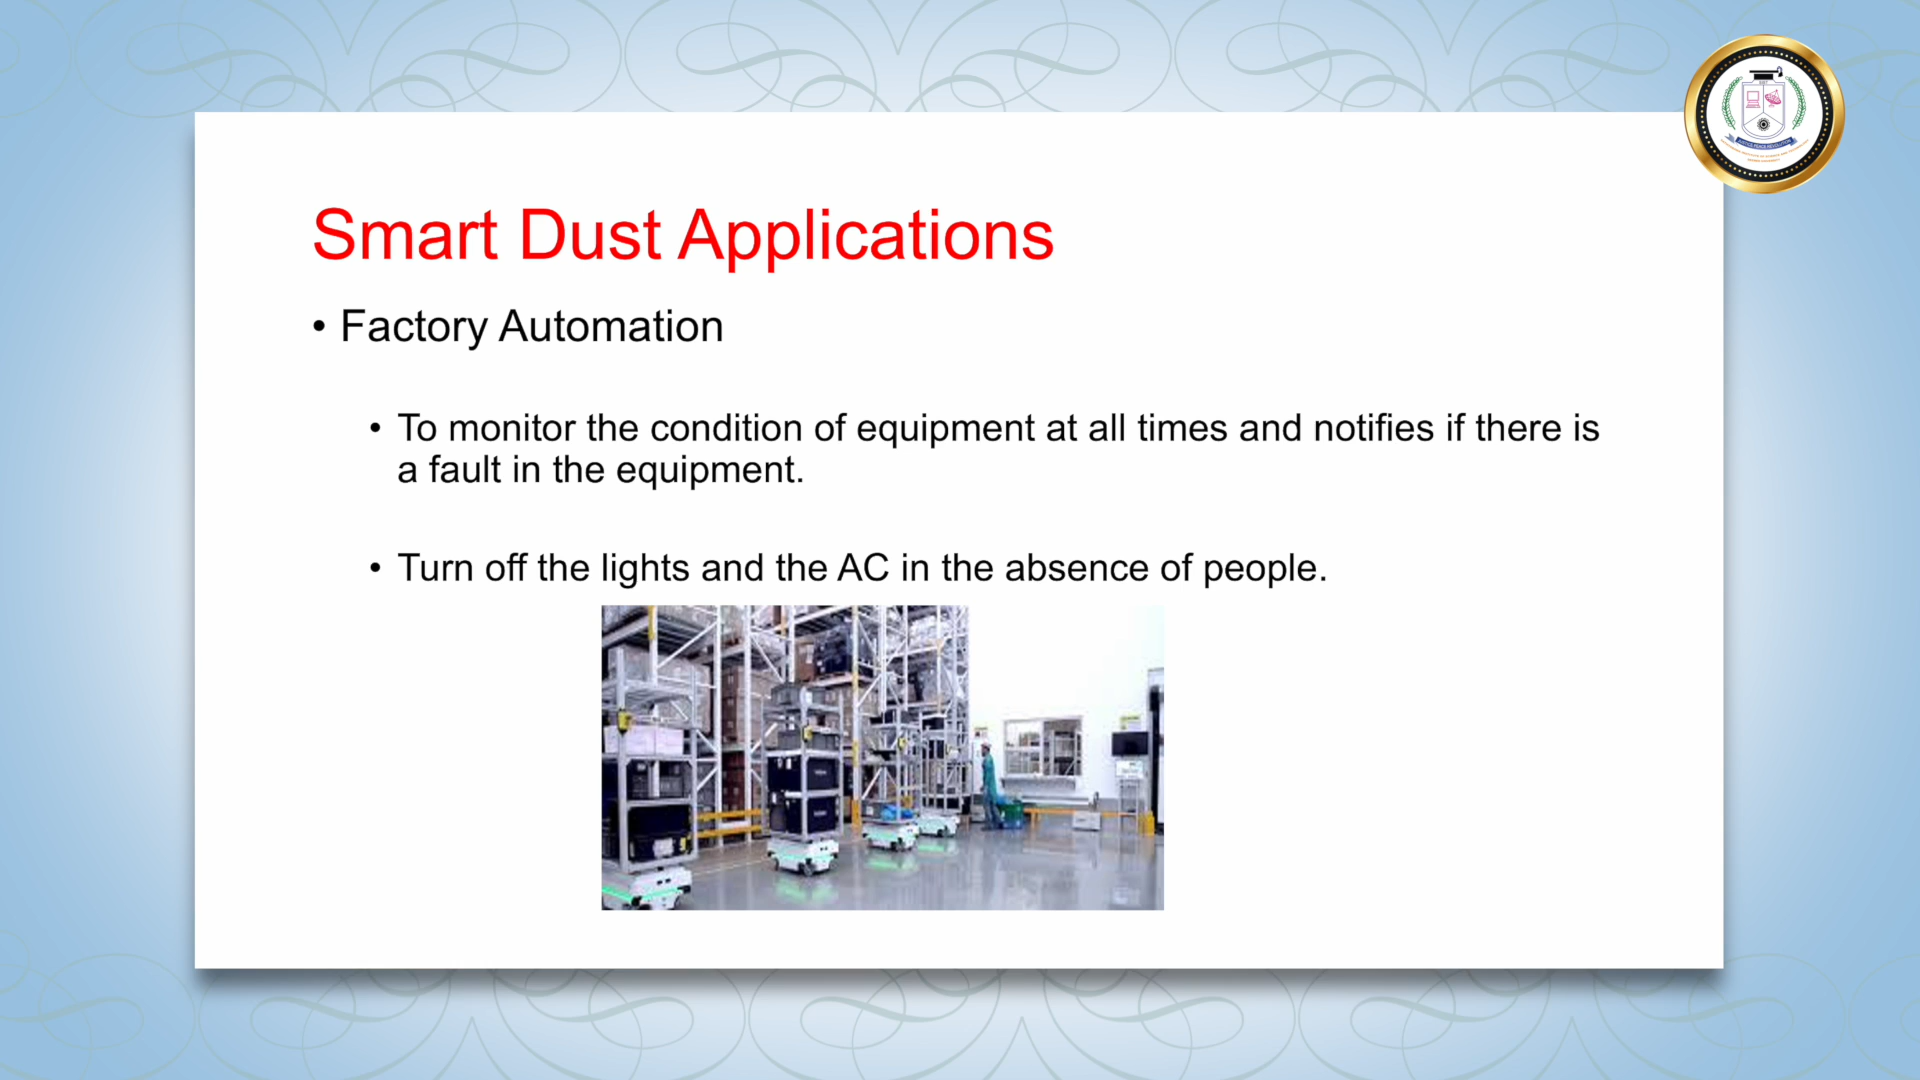 Smart Dust Applications
• Factory Automation
• To monitor the condition of equipment at all times and notifies if there is
a fault in the equipment.
• Turn off the lights and the AC in the absence of people.